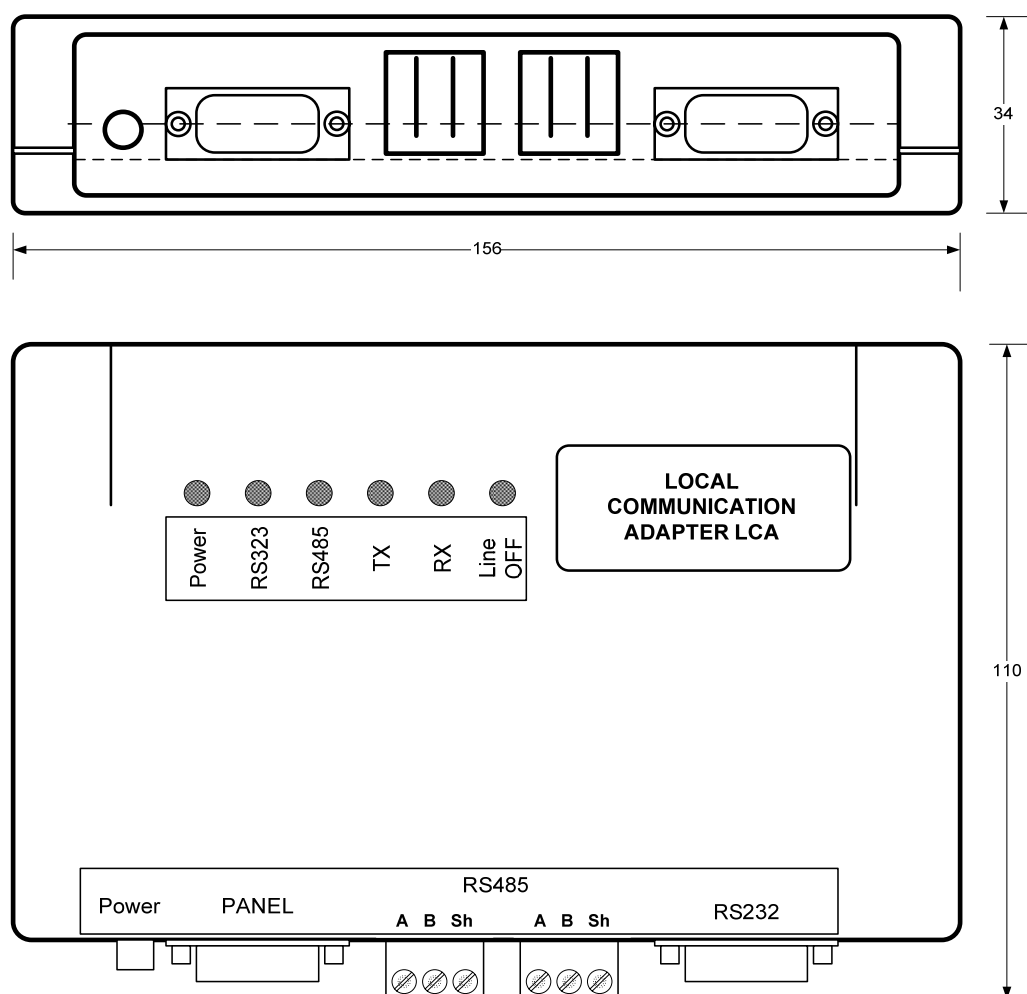 34
156
LOCAL
COMMUNICATION
ADAPTER LCA
Power
RS323
RS485
TX
RX
Line
OFF
110
RS485
Power
PANEL
RS232
A B Sh
A B Sh